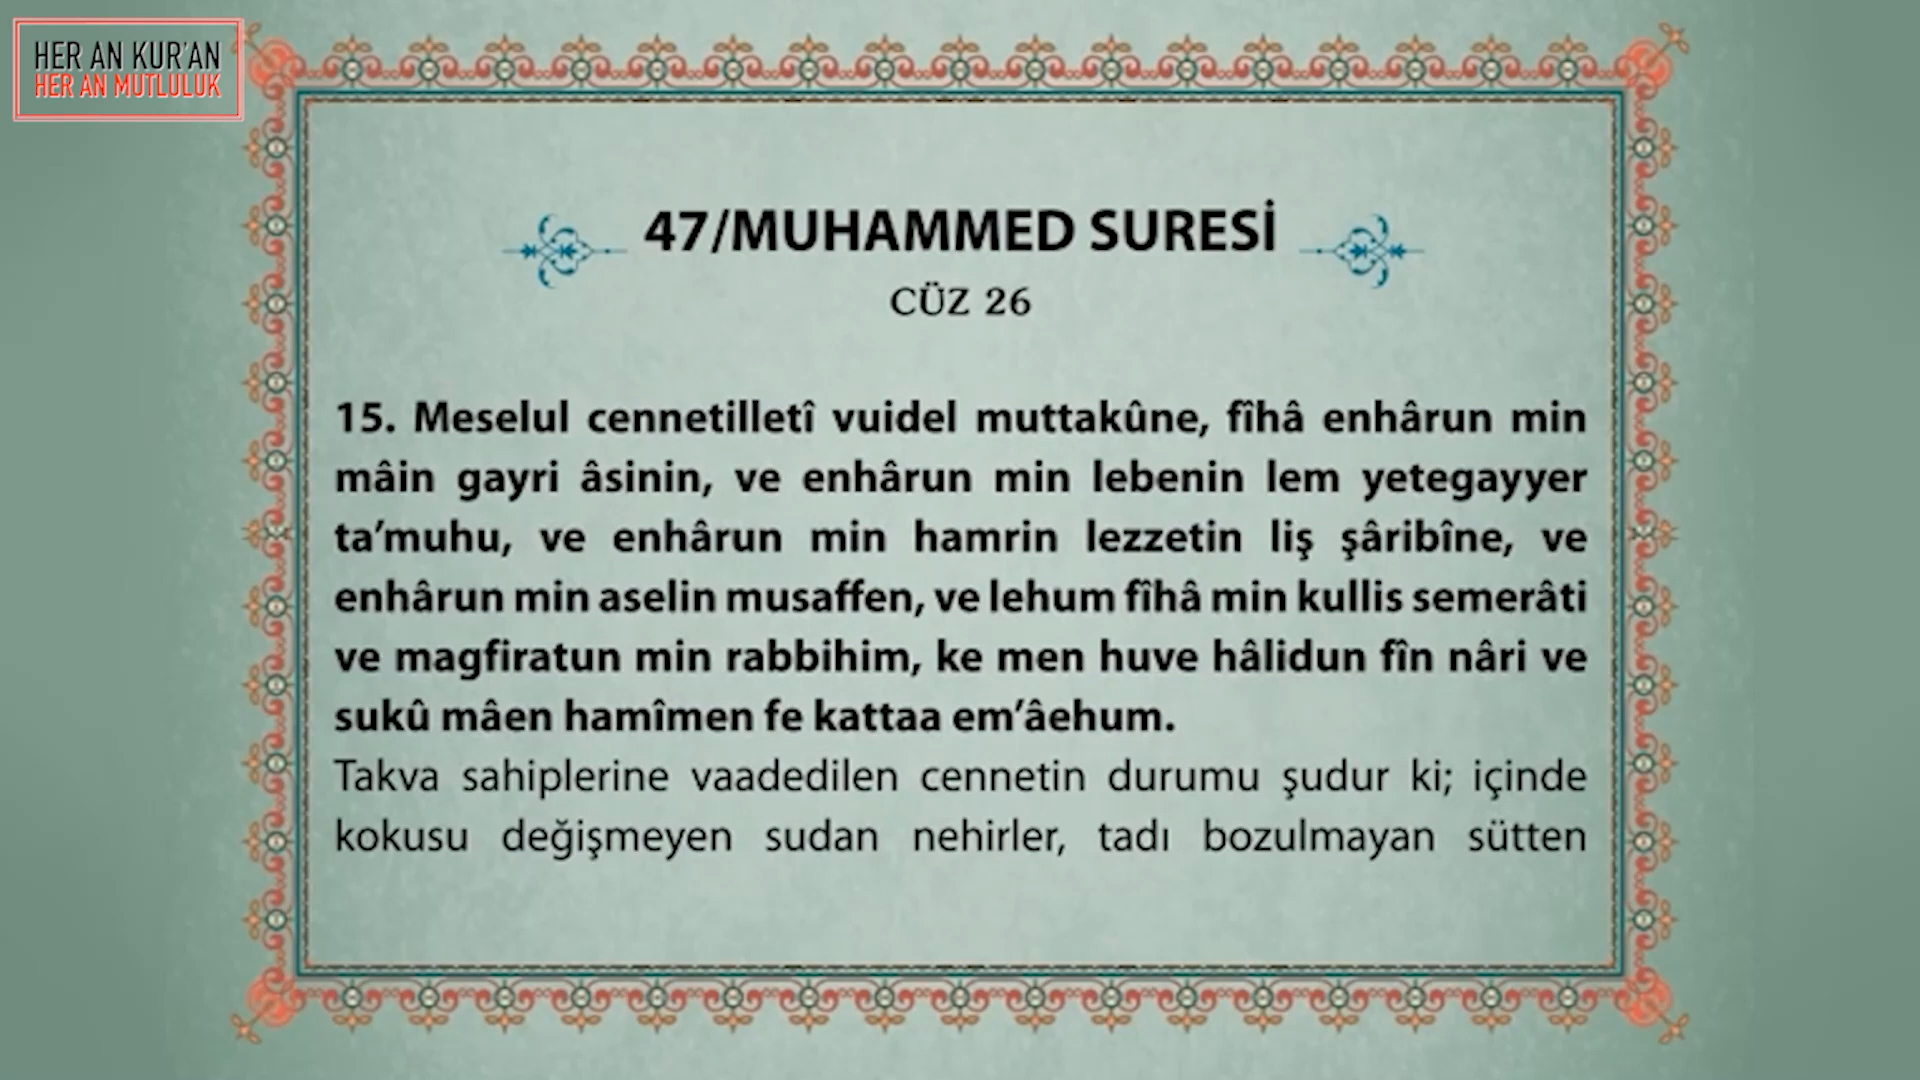 HER AN KUR'AN
HER AN MUTLULUK
47/MUHAMMED SURESİ
CÜZ 26
15. Meselul cennetilletî vuidel muttakûne, fîhâ enhârun min
mâin gayri âsinin, ve enhârun min lebenin lem yetegayyer
ta’muhu, ve enhârun min hamrin lezzetin liş şâribîne, ve
enhârun min aselin musaffen, ve lehum fîhâ min kullis semerâti
ve magfiratun min rabbihim, ke men huve hâlidun fîn nâri ve
sukû mâen hamîmen fe kattaa em’âehum.
Takva sahiplerine vaadedilen cennetin durumu şudur ki; içinde
kokusu değişmeyen sudan nehirler, tadı bozulmayan sütten